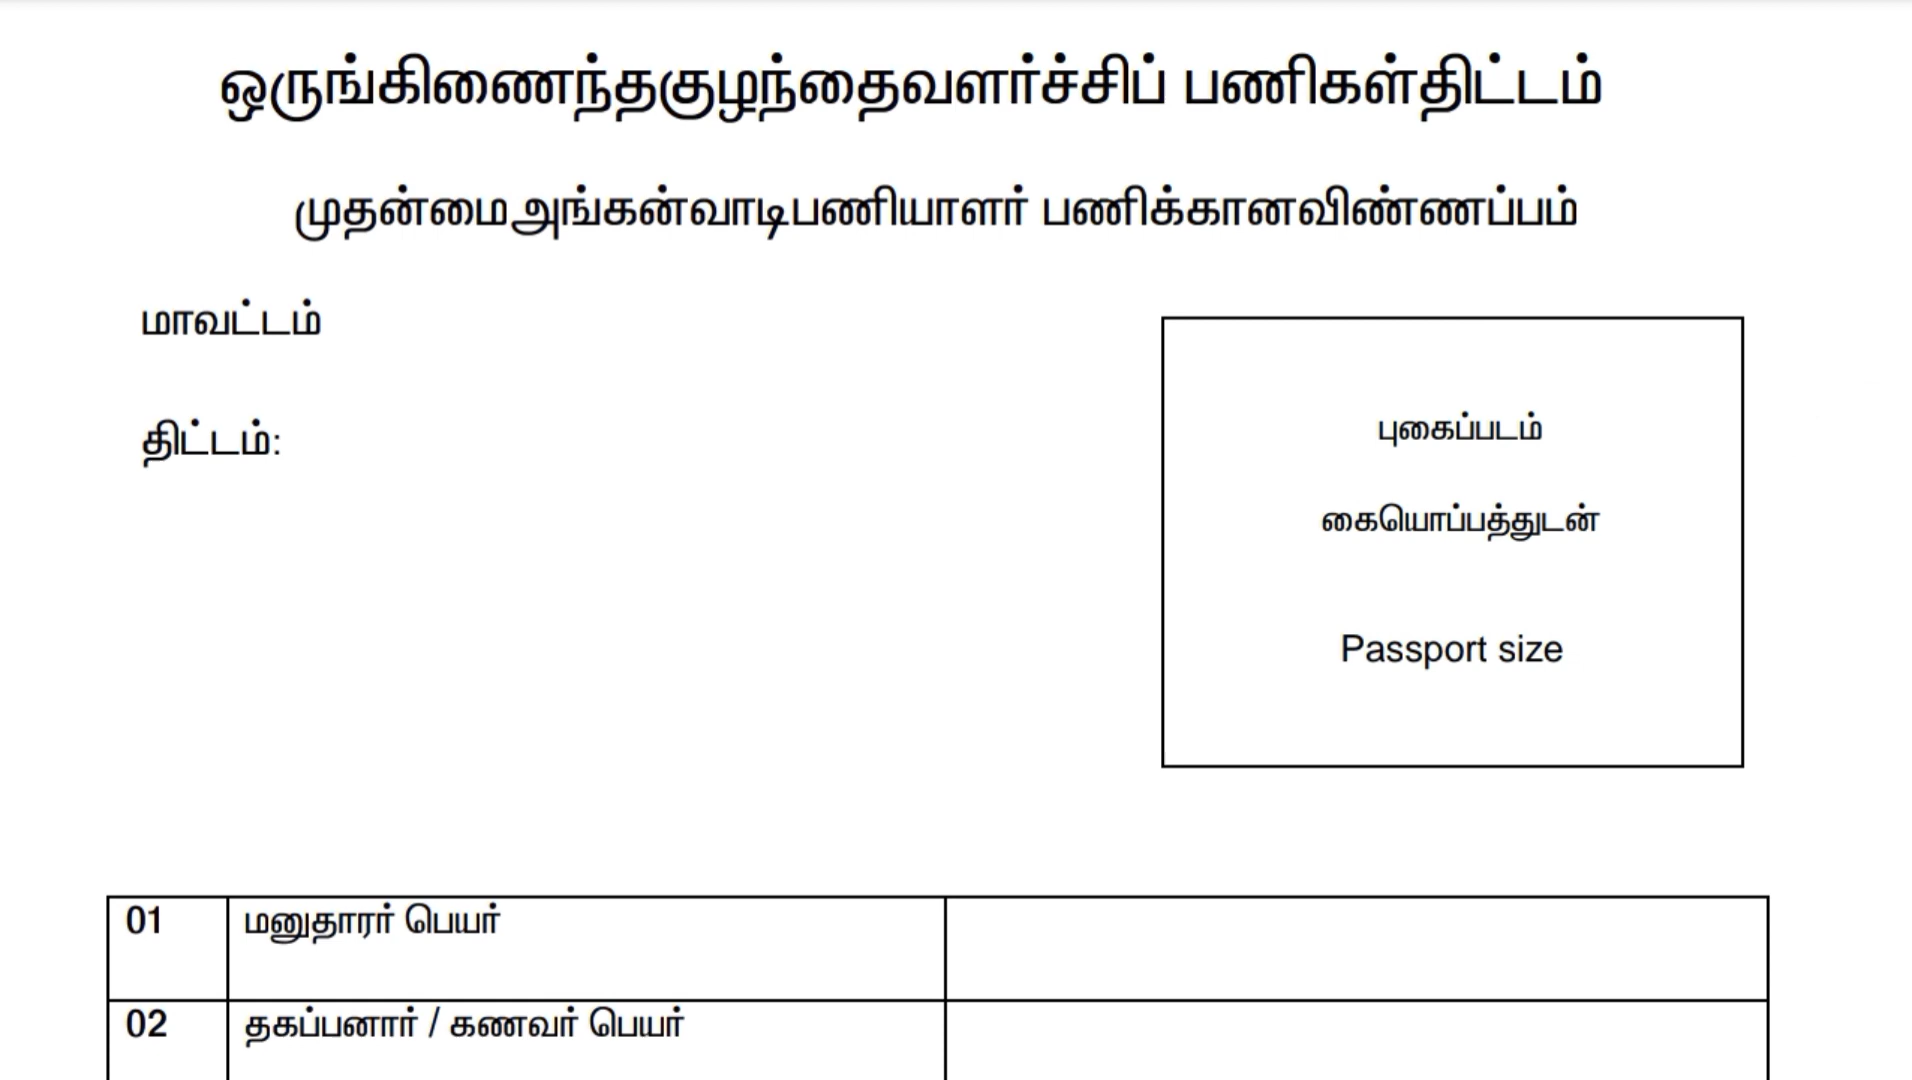 ஒருங்கிணைந்தகுழந்தைவளர்ச்சிப் பணிகள்திட்டம்
முதன்மைஅங்கன்வாடிபணியாளர் பணிக்கானவிண்ணப்பம்
மாவட்டம்
திட்டம்:
புகைப்படம்
கையொப்பத்துடன்
Passport size
01 மனுதாரர் பெயர்
02 தகப்பனார் / கணவர் பெயர்